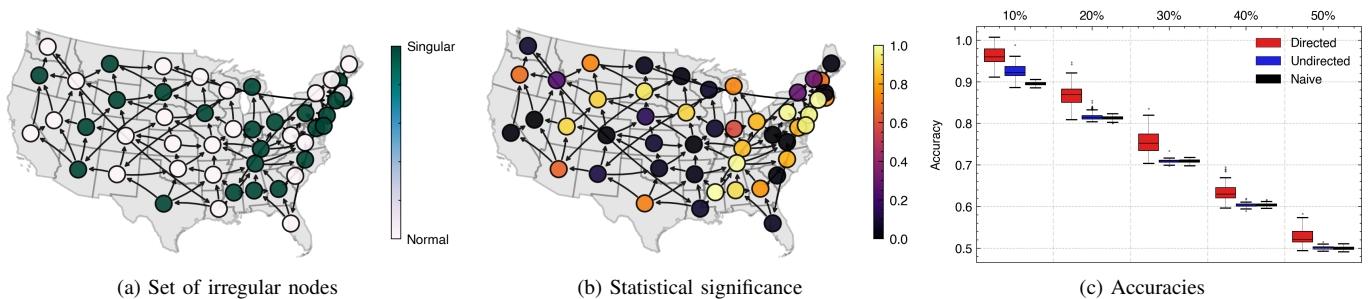 Singular
Normal
(a) Set of irregular nodes
1.0
0.8
0.6
0.4
0.2
0.0
(b) Statistical significance
10% 20% 30% 40% 50%
1.0
0.9
0.8
0.7
0.6
0.5
Accuracy
Directed
Undirected
Naive
(c) Accuracies